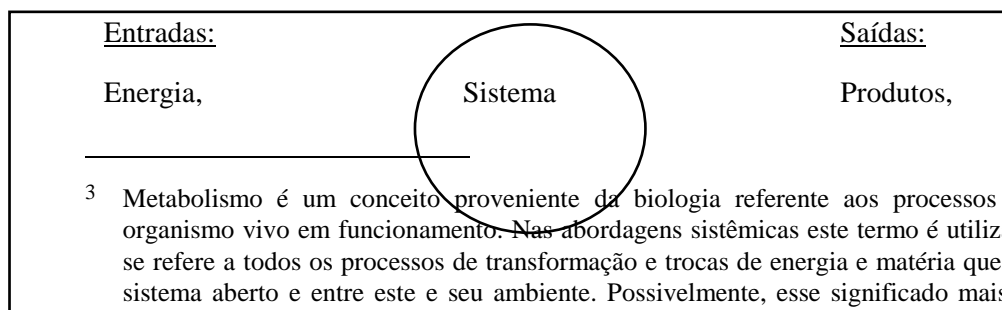 Entradas: Saídas:
Energia, Sistema Produtos,
3 Metabolismo é um conceito proveniente da biologia referente aos processos
organismo vivo em funcionamento. Nas abordagens sistêmicas este termo é
se refere a todos os processos de transformação e trocas de energia e matéria que
sistema aberto e entre este e seu ambiente. Possivelmente, esse significado mais